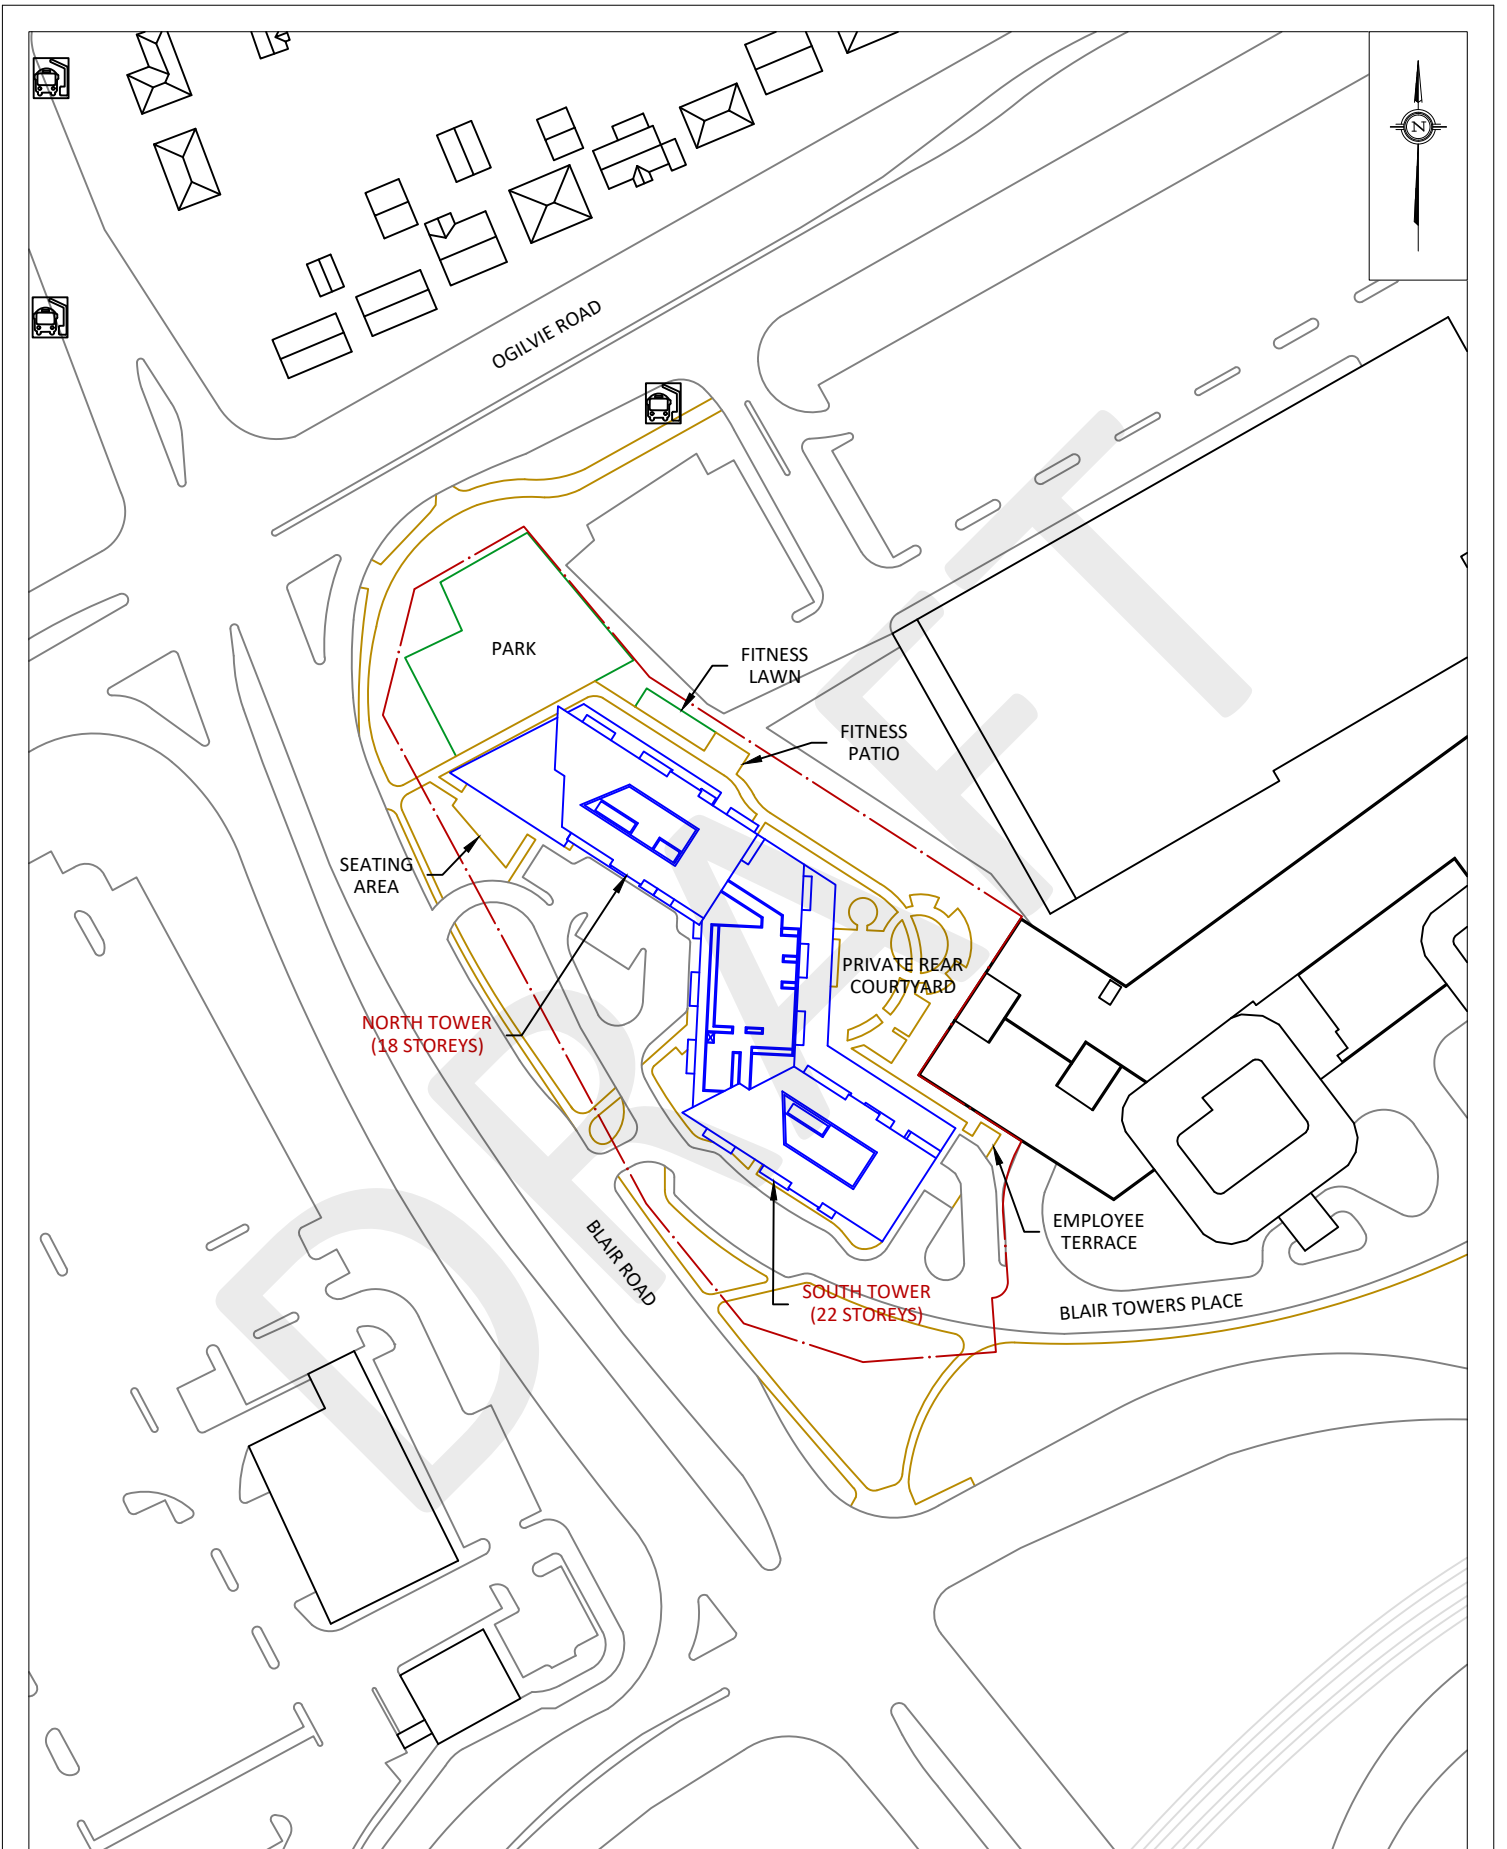 N
OGILVIE ROAD
PARK
FITNESS
LAWN
FITNESS
PATIO
SEATING
AREA
PRIVATE REAR
COURTYARD
NORTH TOWER
(18 STOREYS)
EMPLOYEE
TERRACE
BLAIR ROAD
SOUTH TOWER
(22 STOREYS)
BLAIR TOWERS PLACE
DRAFT